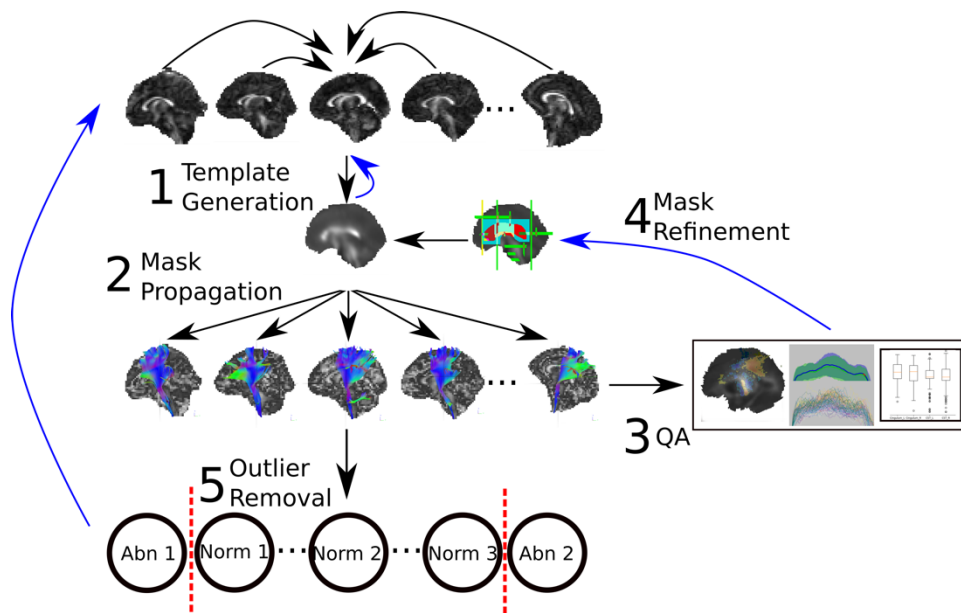 1 Template
Generation
4 Mask
Refinement
2 Mask
Propagation
3 QA
5 Outlier
Removal
Abn 1
Norm 1
Norm 2
Norm 3
Abn 2